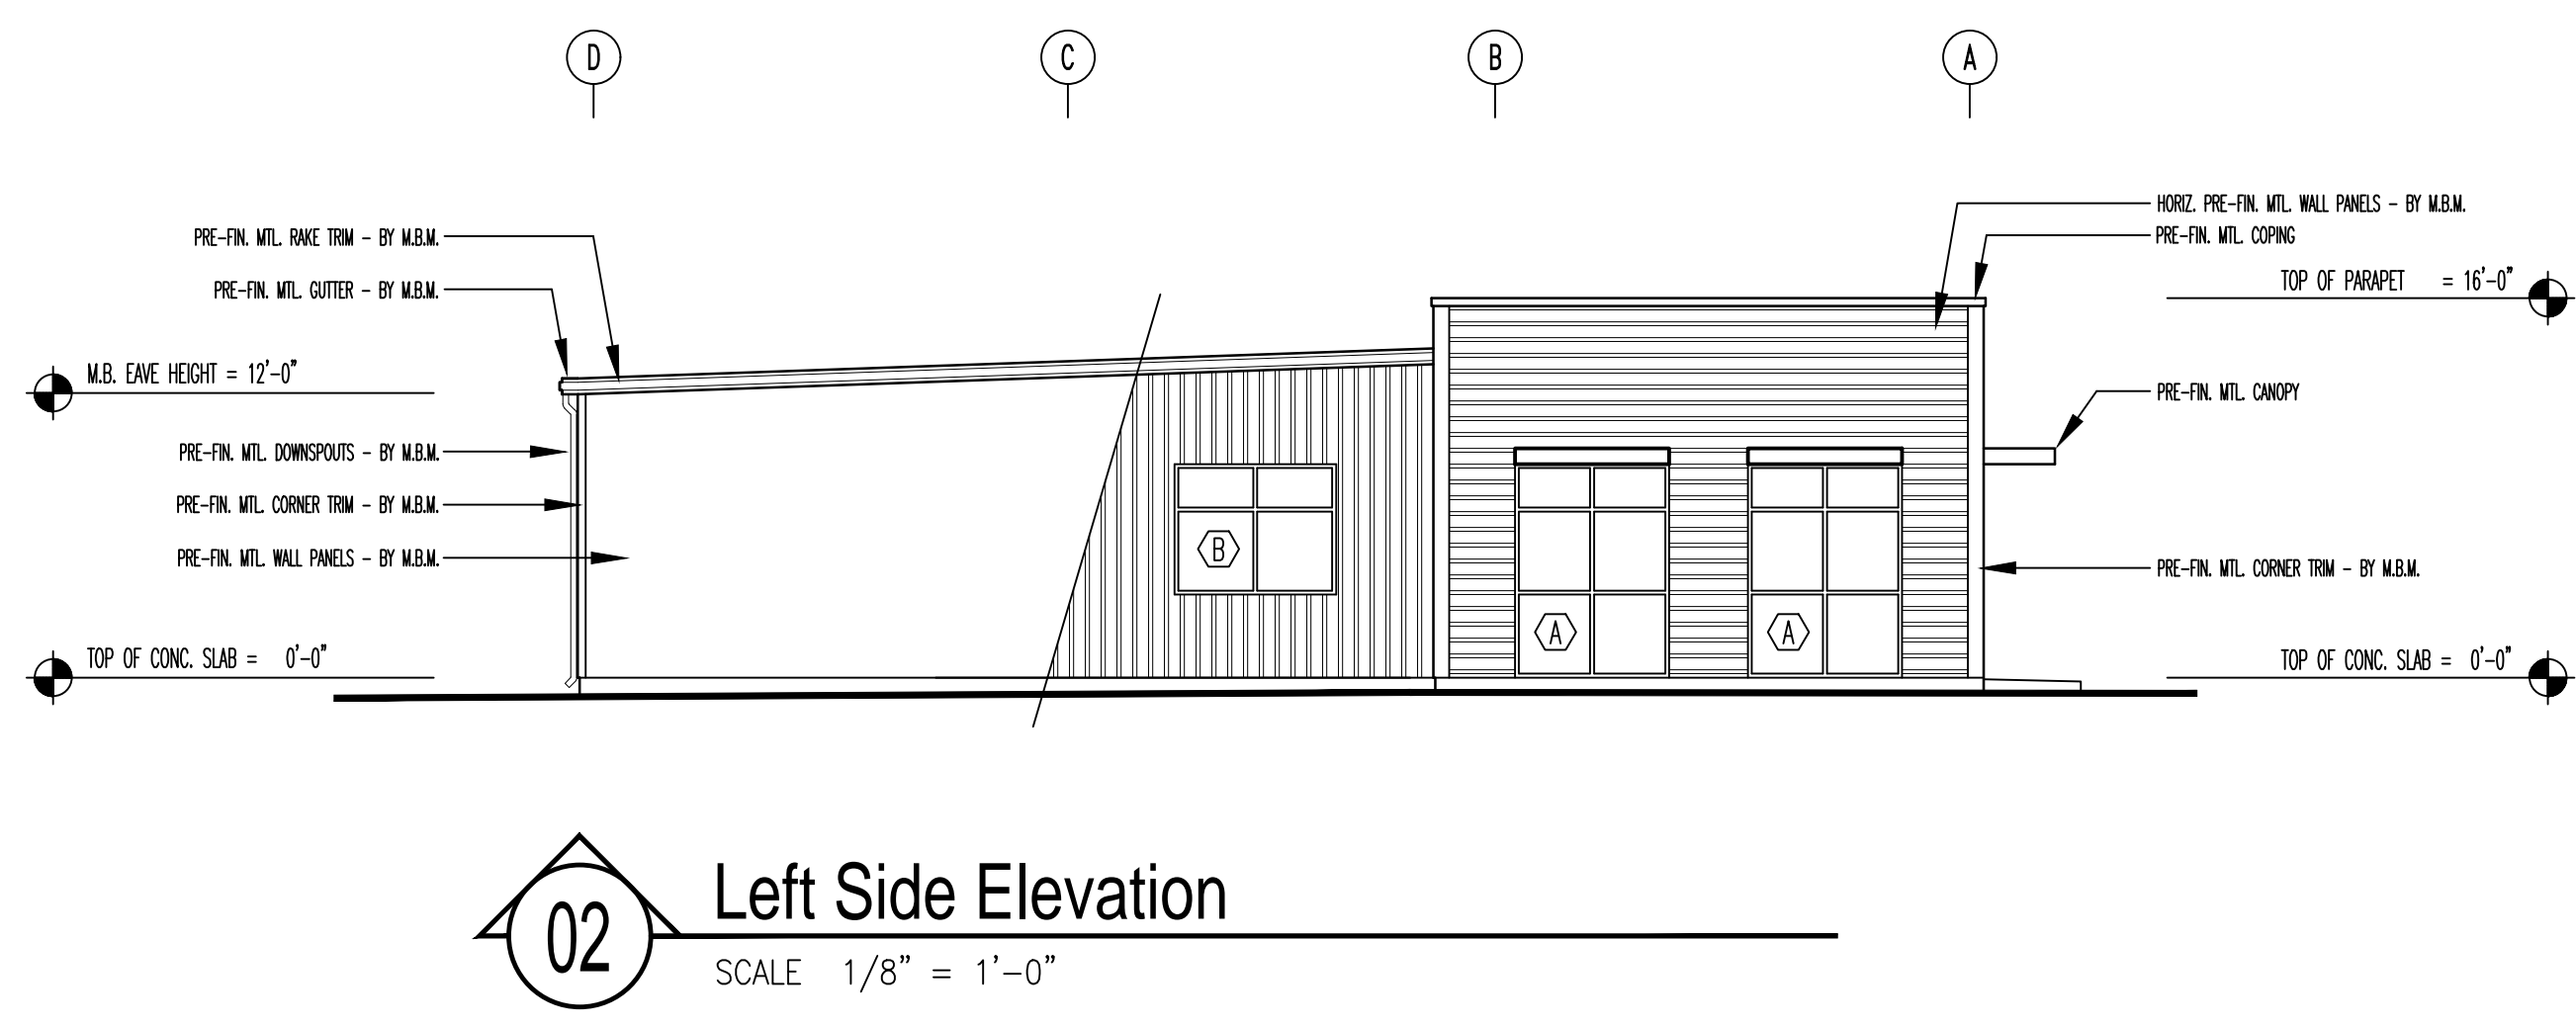 D
C
B
A
HORIZ. PRE-FIN. MTL. WALL PANELS - BY M.B.M.
PRE-FIN. MTL. RAKE TRIM - BY M.B.M.
PRE-FIN. MTL. COPING
PRE-FIN. MTL. GUTTER - BY M.B.M.
TOP OF PARAPET = 16'-0"
M.B. EAVE HEIGHT = 12'-0"
PRE-FIN. MTL. CANOPY
PRE-FIN. MTL. DOWNSPOUTS - BY M.B.M.
PRE-FIN. MTL. CORNER TRIM - BY M.B.M.
PRE-FIN. MTL. WALL PANELS - BY M.B.M.
B
PRE-FIN. MTL. CORNER TRIM - BY M.B.M.
A
A
TOP OF CONC. SLAB = 0'-0"
TOP OF CONC. SLAB = 0'-0"
02
Left Side Elevation
SCALE 1/8" = 1'-0"